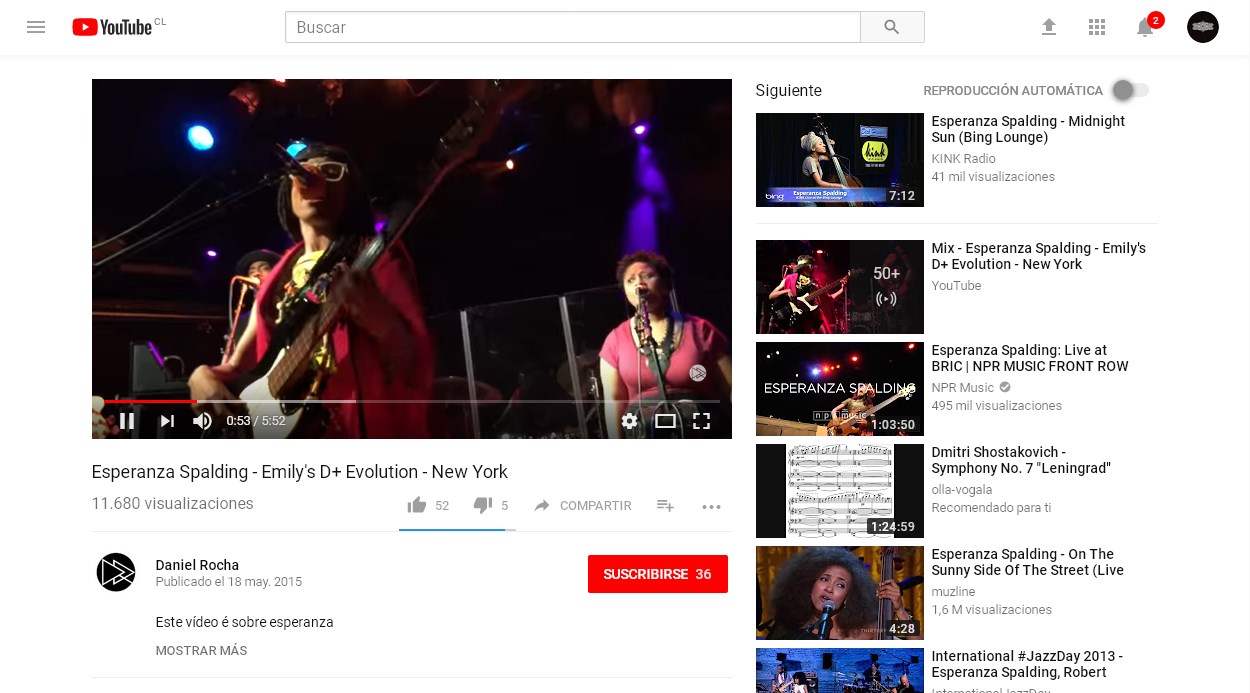 YouTube CL
Buscar
2
0:53 / 5:52
Esperanza Spalding - Emily's D+ Evolution - New York
11.680 visualizaciones
52
5
COMPARTIR
Daniel Rocha
Publicado el 18 may. 2015
SUSCRIBIRSE 36
Este vídeo é sobre esperanza
MOSTRAR MÁS
Siguiente
REPRODUCCIÓN AUTOMÁTICA
kink
bing
Esperanza Spalding
7:12
Esperanza Spalding - Midnight
Sun (Bing Lounge)
KINK Radio
41 mil visualizaciones
50+
Mix - Esperanza Spalding - Emily's
D+ Evolution - New York
YouTube
ESPERANZA SPALDING
npr music
1:03:50
Esperanza Spalding: Live at
BRIC | NPR MUSIC FRONT ROW
NPR Music
495 mil visualizaciones
1:24:59
Dmitri Shostakovich -
Symphony No. 7 "Leningrad"
olla-vogala
Recomendado para ti
4:28
Esperanza Spalding - On The
Sunny Side Of The Street (Live
muzline
1,6 M visualizaciones
International #JazzDay 2013 -
Esperanza Spalding, Robert
International JazzDay